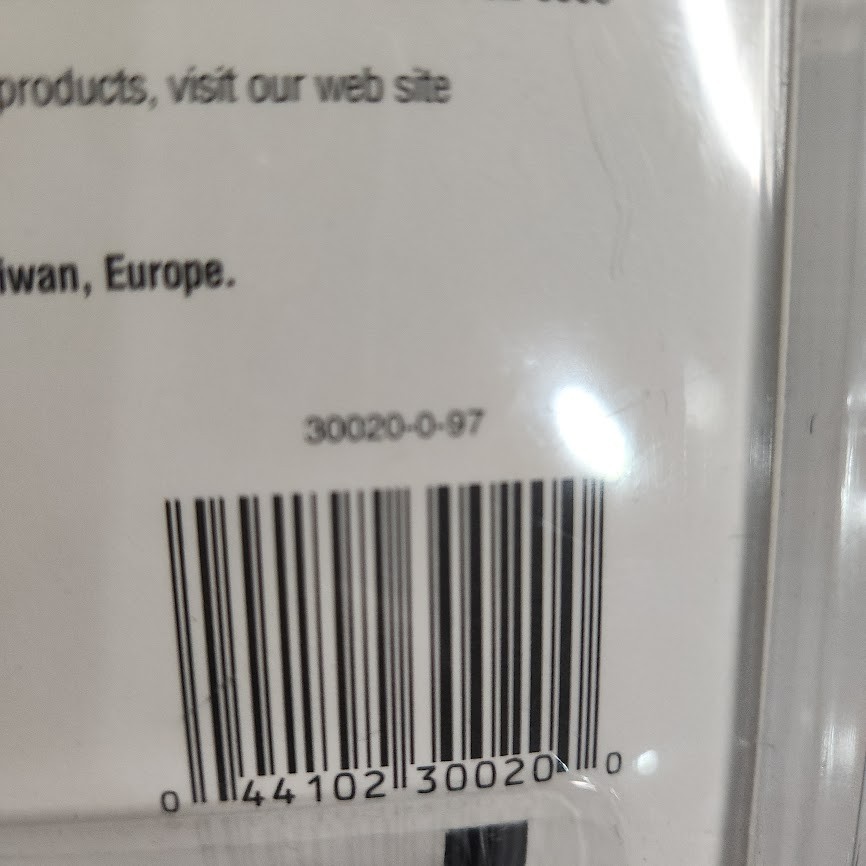 products, visit our web site
iwan, Europe.
30020-0-97
0 44102 30020 0